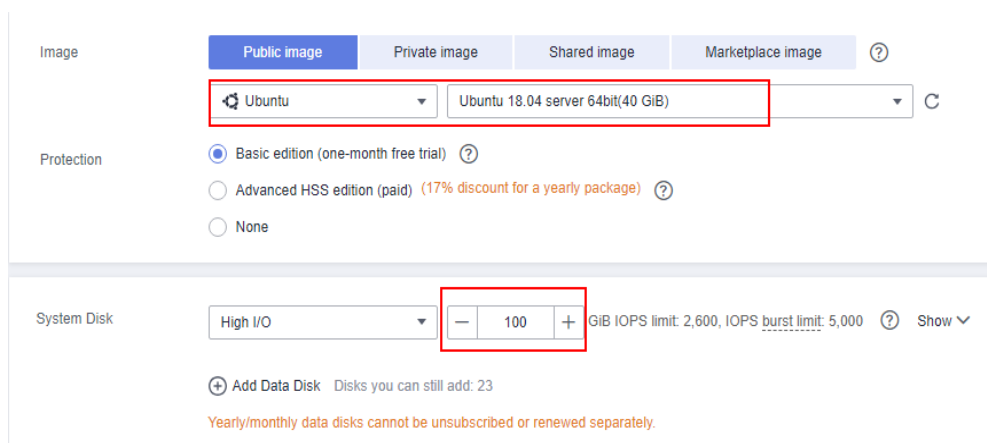 Image Public image Private image Shared image Marketplace image ?
Ubuntu Ubuntu 18.04 server 64bit(40 GiB)
Protection Basic edition (one-month free trial) ?
Advanced HSS edition (paid) (17% discount for a yearly package) ?
None
System Disk High I/O − 100 + GiB IOPS limit: 2,600, IOPS burst limit: 5,000 ? Show
Add Data Disk Disks you can still add: 23
Yearly/monthly data disks cannot be unsubscribed or renewed separately.